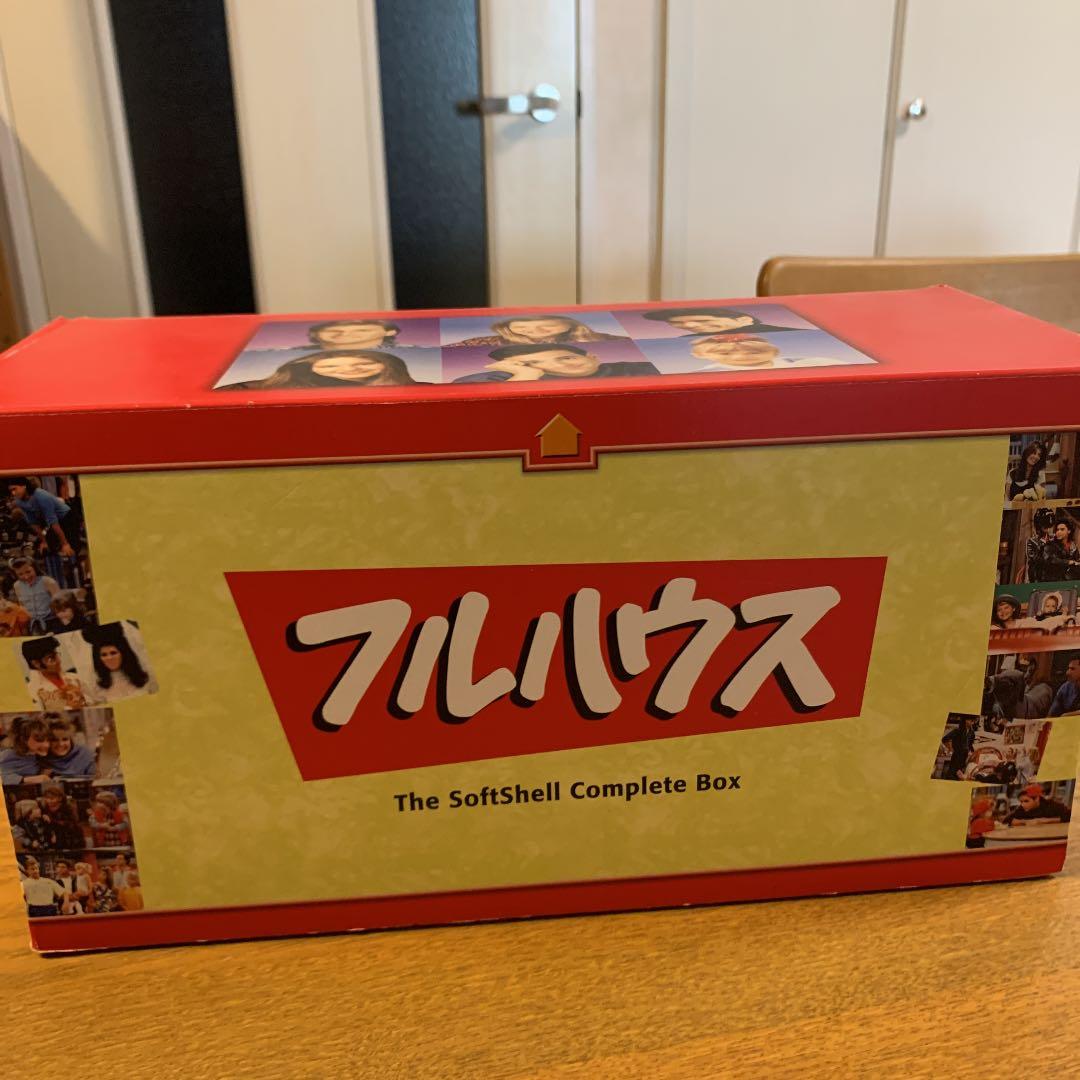 フルハウス
The SoftShell Complete Box